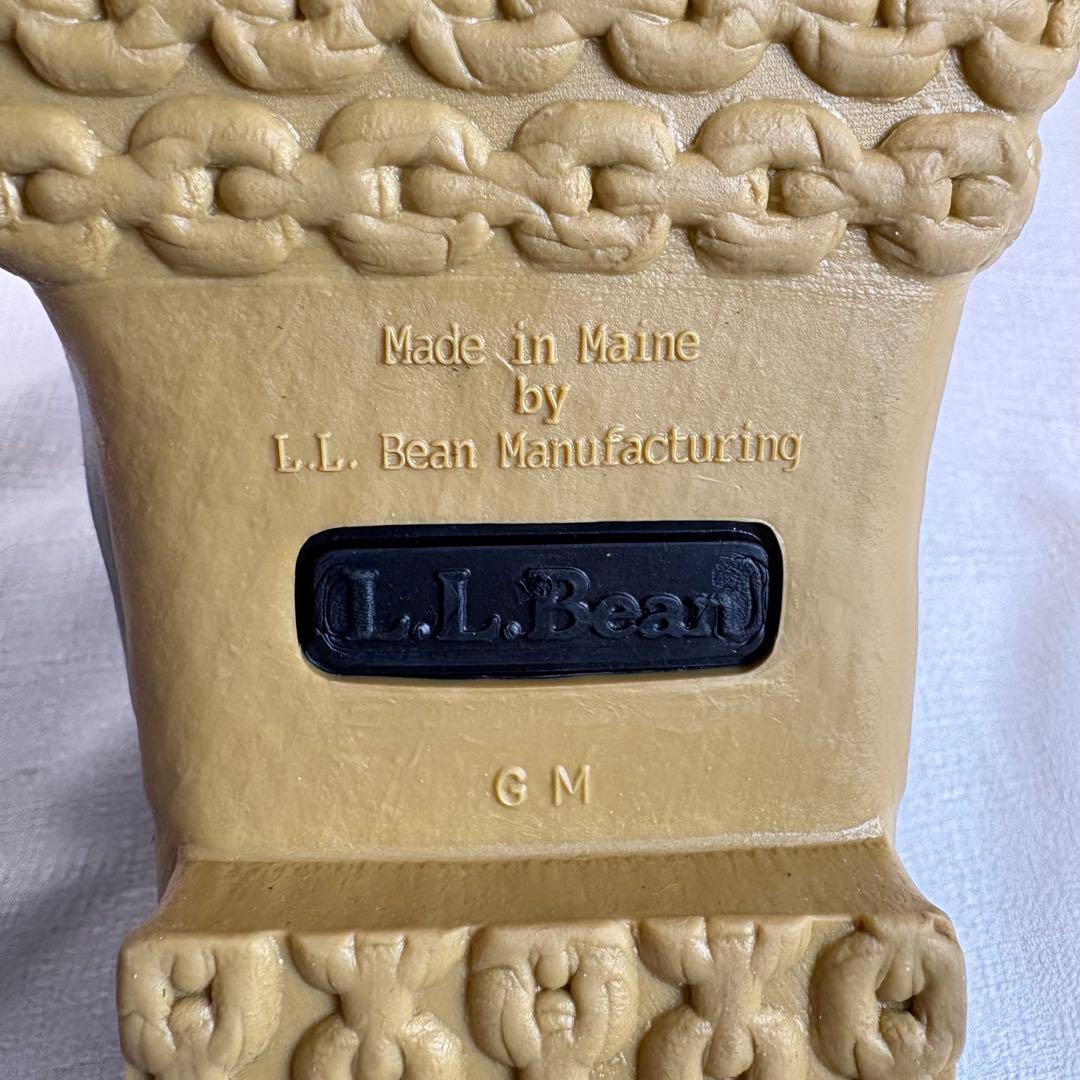 Made in Maine
by
L.L. Bean Manufacturing
L.L.Bean
G M